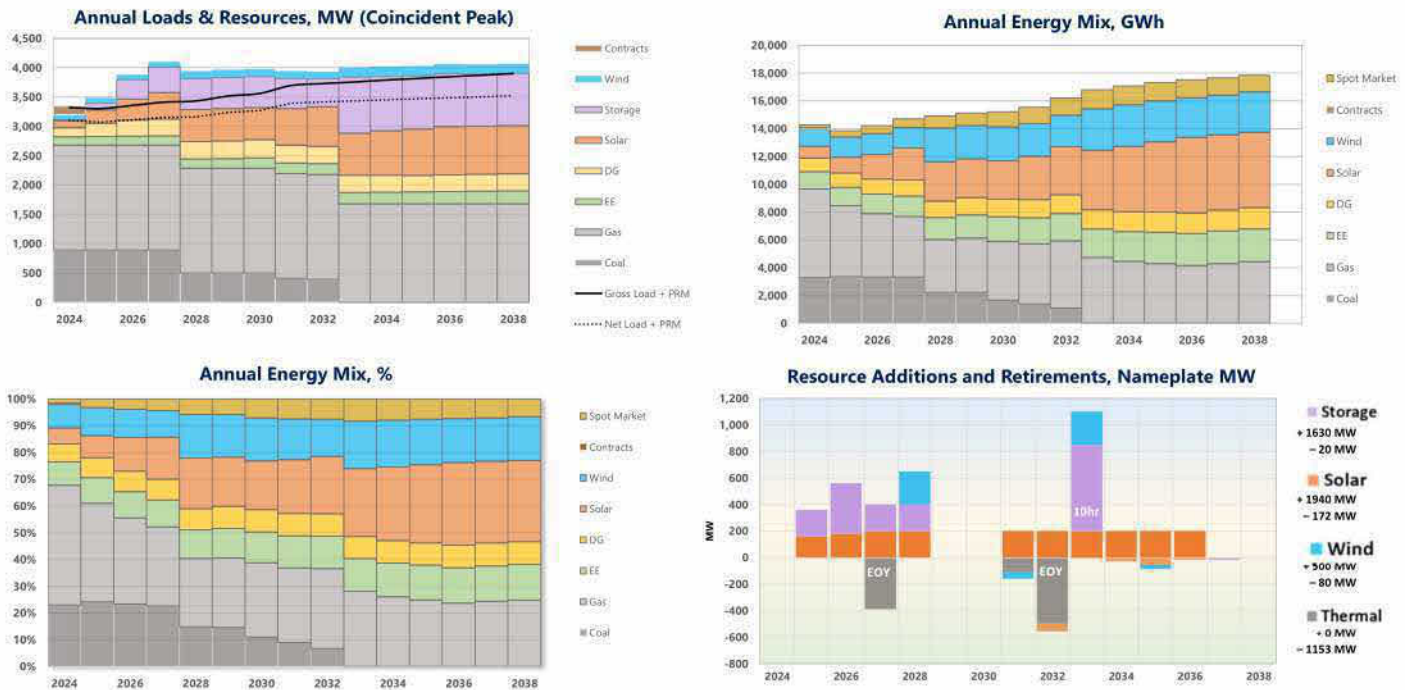 Annual Loads & Resources, MW (Coincident Peak)
4,500
4,000
3,500
3,000
2,500
2,000
1,500
1,000
500
0
2024 2026 2028 2030 2032 2034 2036 2038
Contracts
Wind
Storage
Solar
DG
EE
Gas
Coal
Gross Load + PRM
Net Load + PRM
Annual Energy Mix, GWh
20,000
18,000
16,000
14,000
12,000
10,000
8,000
6,000
4,000
2,000
0
2024 2026 2028 2030 2032 2034 2036 2038
Spot Market
Contracts
Wind
Solar
DG
EE
Gas
Coal
Annual Energy Mix, %
100%
90%
80%
70%
60%
50%
40%
30%
20%
10%
0%
2024 2026 2028 2030 2032 2034 2036 2038
Spot Market
Contracts
Wind
Solar
DG
EE
Gas
Coal
Resource Additions and Retirements, Nameplate MW
MW
1,200
1,000
800
600
400
200
0
-200
-400
-600
-800
10hr
EOY
EOY
2024 2026 2028 2030 2032 2034 2036 2038
Storage
+ 1630 MW
– 20 MW
Solar
+ 1940 MW
– 172 MW
Wind
+ 500 MW
– 80 MW
Thermal
+ 0 MW
– 1153 MW